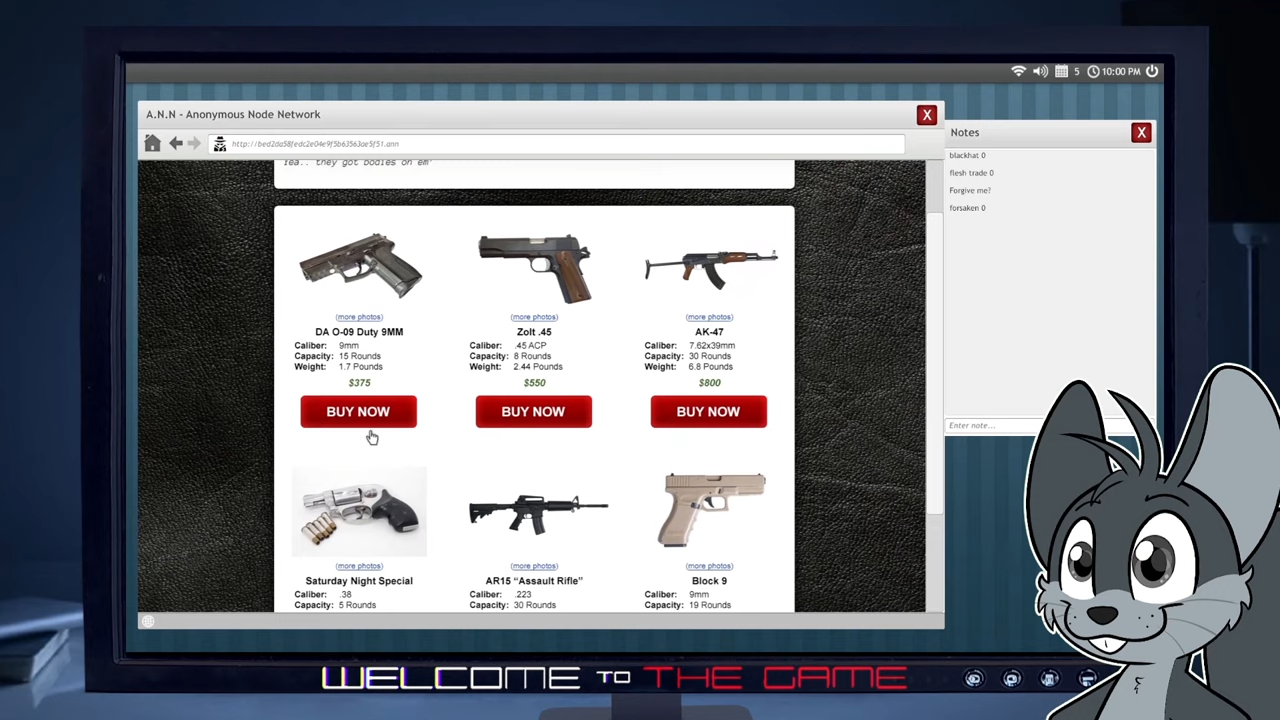 5 10:00 PM
A.N.N - Anonymous Node Network
http://bed2da58fedc2e04e9f5b63563ae5f51.ann
Yea.. they got bodies on em'
(more photos) (more photos) (more photos)
DA O-09 Duty 9MM Zolt .45 AK-47
Caliber: 9mm Caliber: .45 ACP Caliber: 7.62x39mm
Capacity: 15 Rounds Capacity: 8 Rounds Capacity: 30 Rounds
Weight: 1.7 Pounds Weight: 2.44 Pounds Weight: 6.8 Pounds
$375 $550 $800
BUY NOW BUY NOW BUY NOW
(more photos) (more photos) (more photos)
Saturday Night Special AR15 “Assault Rifle” Block 9
Caliber: .38 Caliber: .223 Caliber: 9mm
Capacity: 5 Rounds Capacity: 30 Rounds Capacity: 19 Rounds
Notes
blackhat 0
flesh trade 0
Forgive me?
forsaken 0
Enter note...
WELCOME TO THE GAME